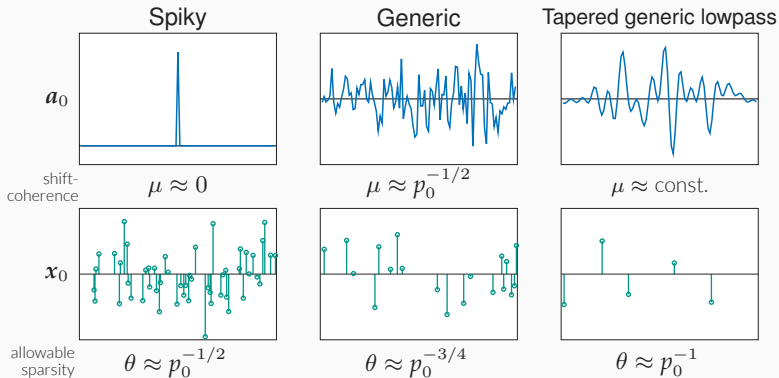 Spiky Generic Tapered generic lowpass
a₀
shift-
coherence
μ ≈ 0 μ ≈ p₀^{-1/2} μ ≈ const.
x₀
allowable
sparsity
θ ≈ p₀^{-1/2} θ ≈ p₀^{-3/4} θ ≈ p₀^{-1}